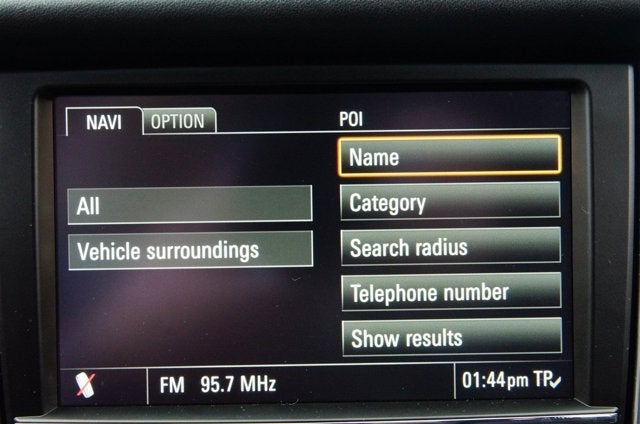 NAVI OPTION POI
Name
All
Category
Vehicle surroundings
Search radius
Telephone number
Show results
FM 95.7 MHz 01:44pm TP